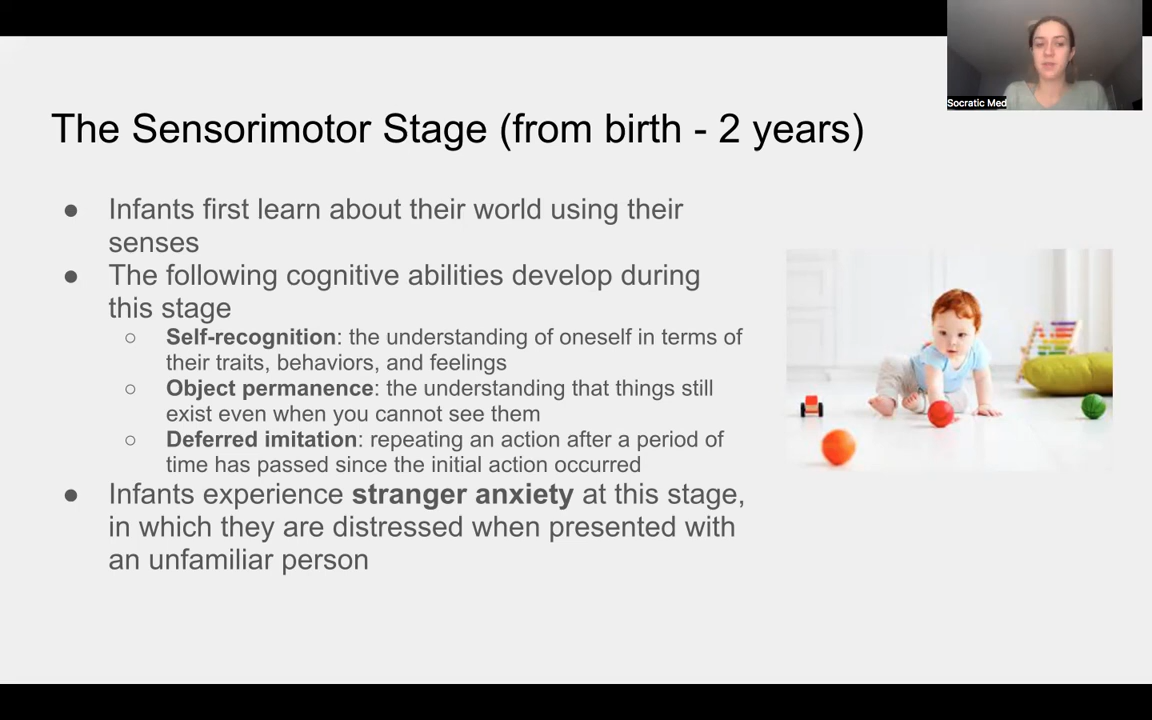 Socratic Med
The Sensorimotor Stage (from birth - 2 years)
● Infants first learn about their world using their
senses
● The following cognitive abilities develop during
this stage
○ Self-recognition: the understanding of oneself in terms of
their traits, behaviors, and feelings
○ Object permanence: the understanding that things still
exist even when you cannot see them
○ Deferred imitation: repeating an action after a period of
time has passed since the initial action occurred
● Infants experience stranger anxiety at this stage,
in which they are distressed when presented with
an unfamiliar person